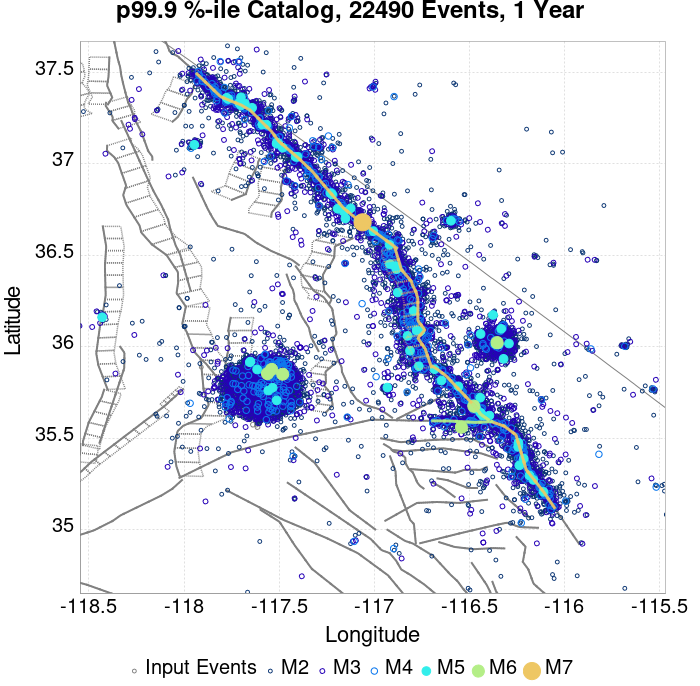 p99.9 %-ile Catalog, 22490 Events, 1 Year
37.5
37
36.5
36
35.5
35
Latitude
-118.5 -118 -117.5 -117 -116.5 -116 -115.5
Longitude
Input Events M2 M3 M4 M5 M6 M7